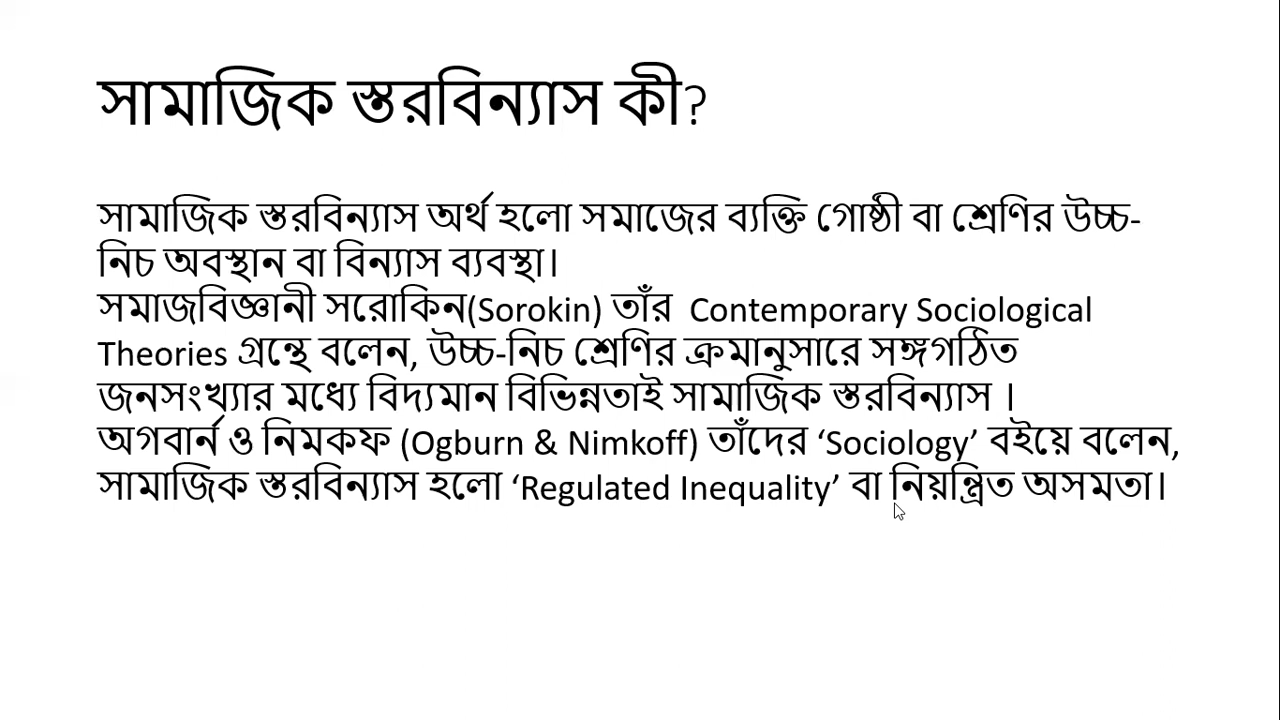 সামাজিক স্তরবিন্যাস কী?
সামাজিক স্তরবিন্যাস অর্থ হলো সমাজের ব্যক্তি গোষ্ঠী বা শ্রেণির উচ্চ-
নিচ অবস্থান বা বিন্যাস ব্যবস্থা।
সমাজবিজ্ঞানী সরোকিন(Sorokin) তাঁর Contemporary Sociological
Theories গ্রন্থে বলেন, উচ্চ-নিচ শ্রেণির ক্রমানুসারে সঙ্গগঠিত
জনসংখ্যার মধ্যে বিদ্যমান বিভিন্নতাই সামাজিক স্তরবিন্যাস ।
অগবার্ন ও নিমকফ (Ogburn & Nimkoff) তাঁদের ‘Sociology’ বইয়ে বলেন,
সামাজিক স্তরবিন্যাস হলো ‘Regulated Inequality’ বা নিয়ন্ত্রিত অসমতা।